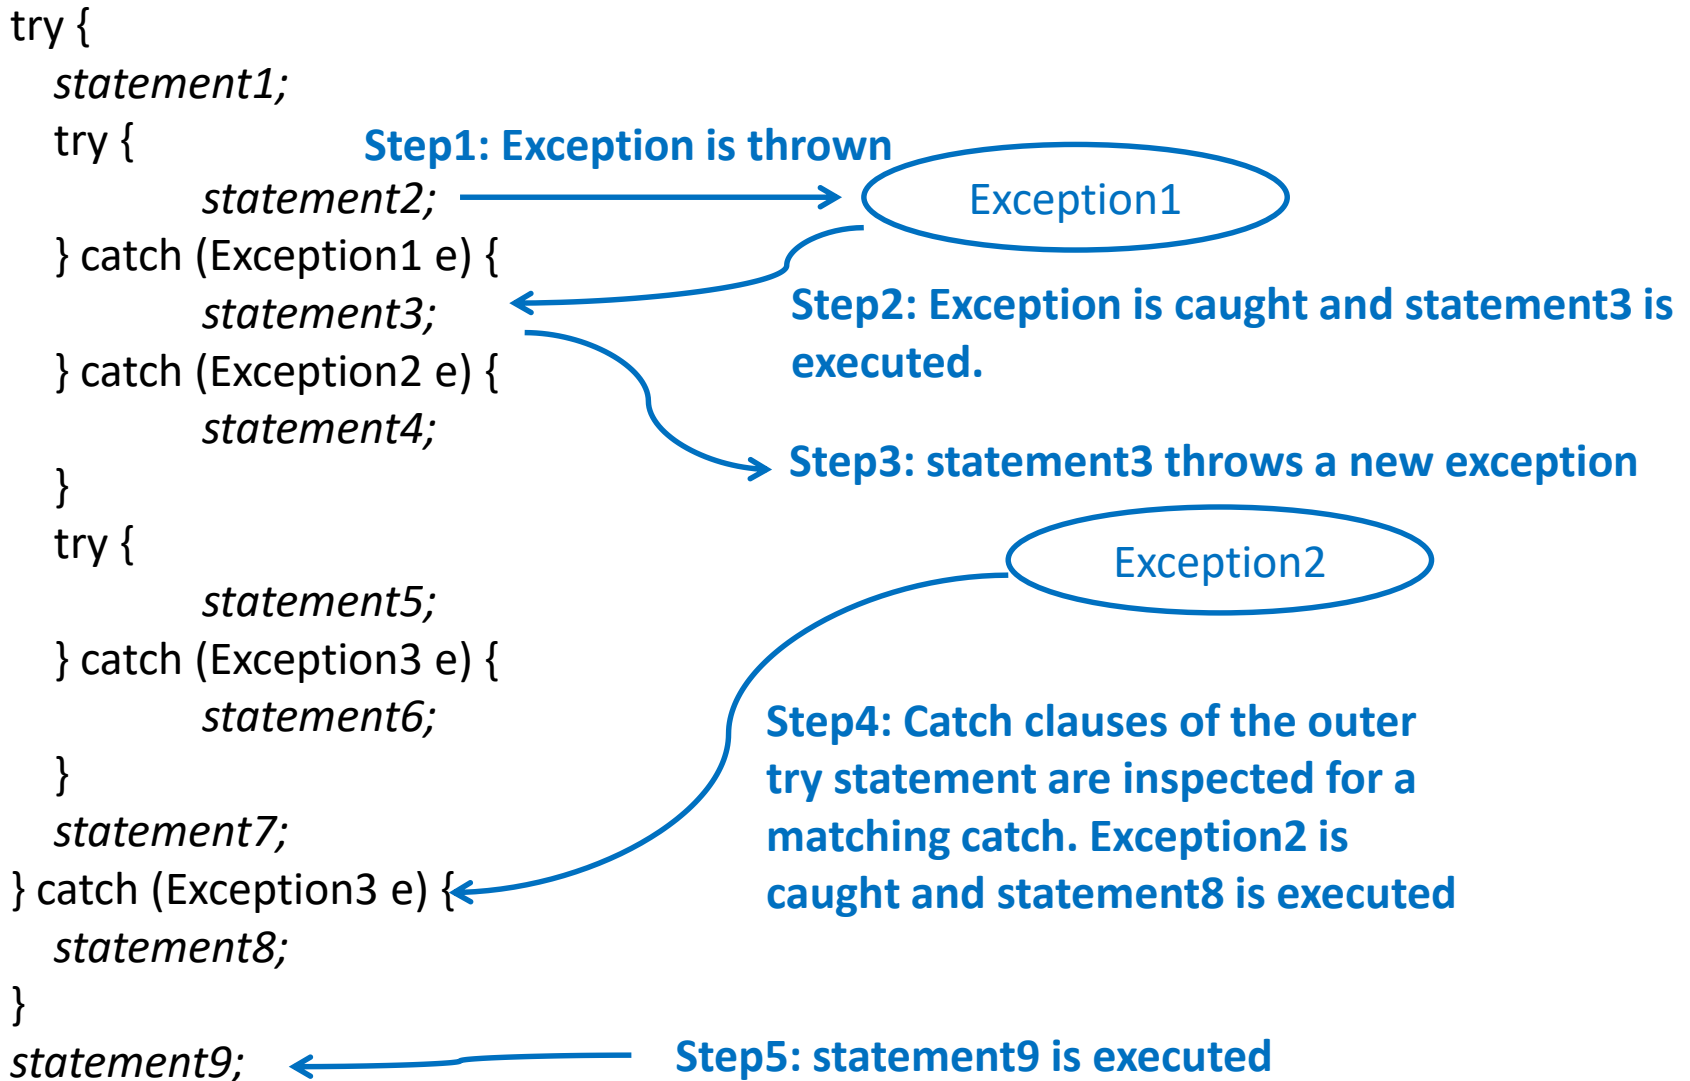 try {
statement1;
try {
Step1: Exception is thrown
statement2;
Exception1
} catch (Exception1 e) {
statement3;
Step2: Exception is caught and statement3 is
executed.
} catch (Exception2 e) {
statement4;
Step3: statement3 throws a new exception
}
try {
Exception2
statement5;
} catch (Exception3 e) {
statement6;
Step4: Catch clauses of the outer
try statement are inspected for a
matching catch. Exception2 is
caught and statement8 is executed
}
statement7;
} catch (Exception3 e) {
statement8;
}
statement9;
Step5: statement9 is executed